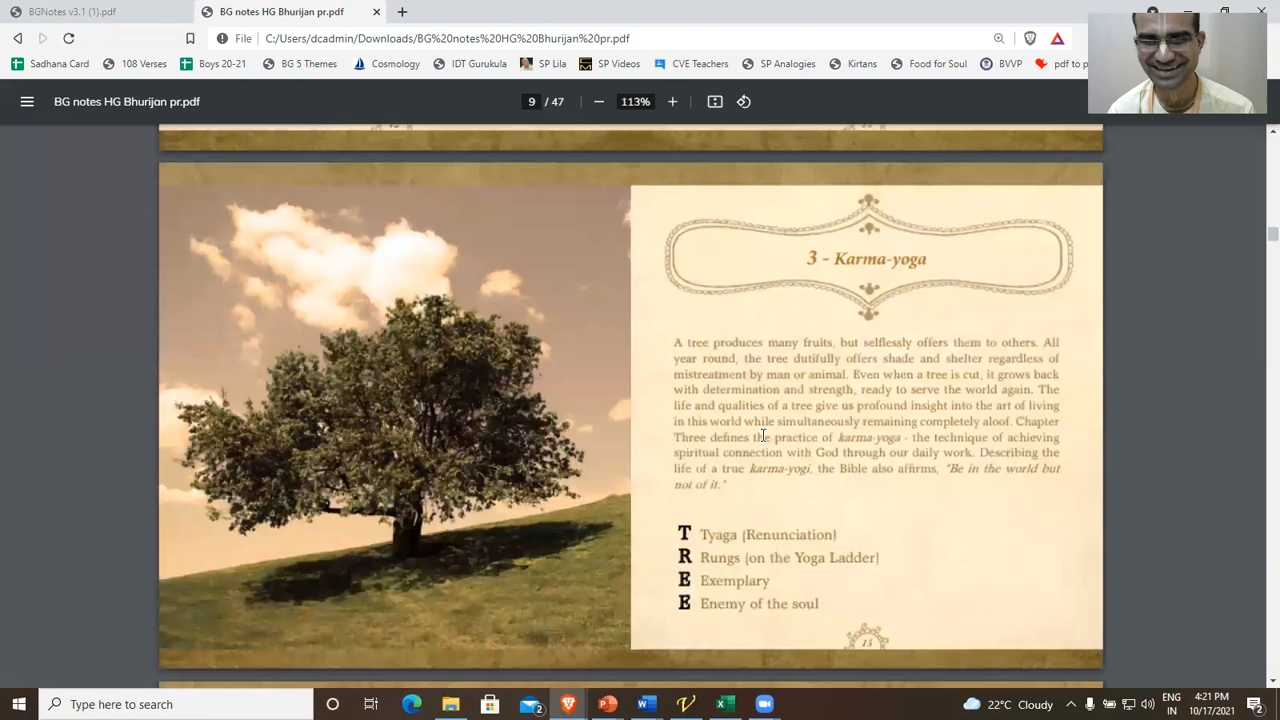 BGNotes v3.1 (1).pdf
BG notes HG Bhurijan pr.pdf
File C:/Users/dcadmin/Downloads/BG%20notes%20HG%20Bhurijan%20pr.pdf
Sadhana Card 108 Verses Boys 20-21 BG 5 Themes Cosmology IDT Gurukula SP Lila SP Videos CVE Teachers SP Analogies Kirtans Food for Soul BVVP pdf to p
BG notes HG Bhurijan pr.pdf 9 / 47 113%
3 - Karma-yoga
A tree produces many fruits, but selflessly offers them to others. All
year round, the tree dutifully offers shade and shelter regardless of
mistreatment by man or animal. Even when a tree is cut, it grows back
with determination and strength, ready to serve the world again. The
life and qualities of a tree give us profound insight into the art of living
in this world while simultaneously remaining completely aloof. Chapter
Three defines the practice of karma-yoga - the technique of achieving
spiritual connection with God through our daily work. Describing the
life of a true karma-yogi, the Bible also affirms, "Be in the world but
not of it."
T Tyaga (Renunciation)
R Rungs (on the Yoga Ladder)
E Exemplary
E Enemy of the soul
13
Type here to search
2
22°C Cloudy
ENG
IN
4:21 PM
10/17/2021
2